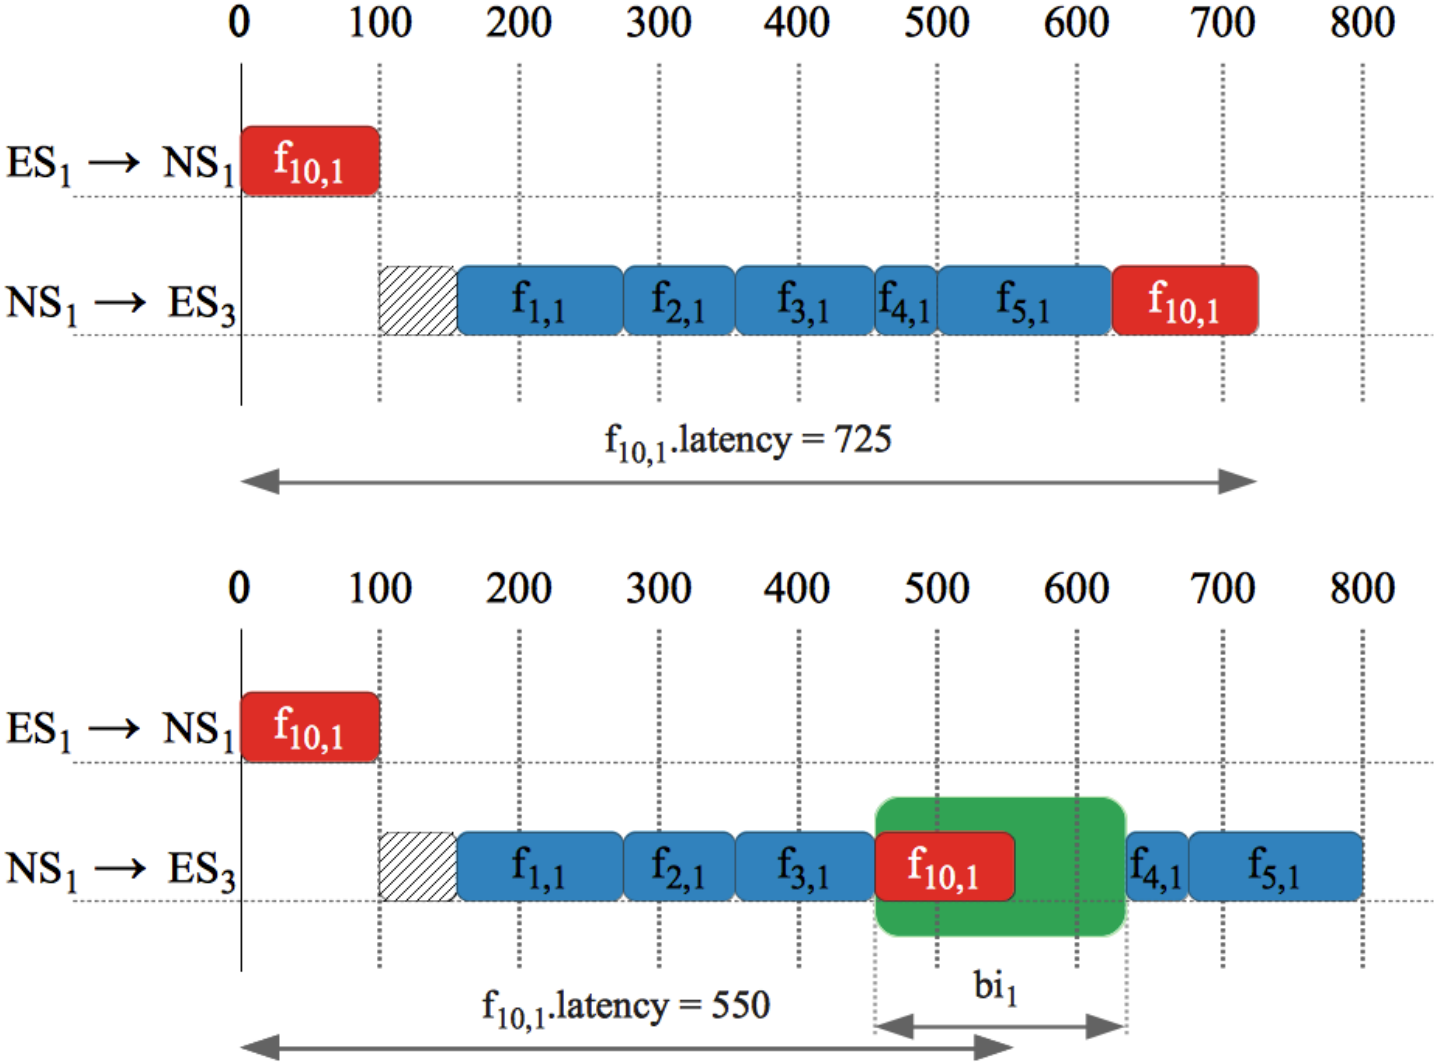 0 100 200 300 400 500 600 700 800
ES1 → NS1 f10,1
NS1 → ES3 f1,1 f2,1 f3,1 f4,1 f5,1 f10,1
f10,1.latency = 725
0 100 200 300 400 500 600 700 800
ES1 → NS1 f10,1
NS1 → ES3 f1,1 f2,1 f3,1 f10,1 f4,1 f5,1
bi1
f10,1.latency = 550